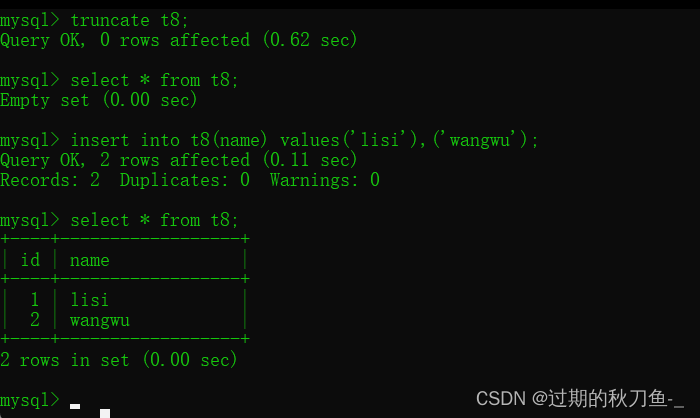 mysql> truncate t8;
Query OK, 0 rows affected (0.62 sec)
mysql> select * from t8;
Empty set (0.00 sec)
mysql> insert into t8(name) values('lisi'),('wangwu');
Query OK, 2 rows affected (0.11 sec)
Records: 2  Duplicates: 0  Warnings: 0
mysql> select * from t8;
+----+------------------+
| id | name             |
+----+------------------+
|  1 | lisi             |
|  2 | wangwu           |
+----+------------------+
2 rows in set (0.00 sec)
mysql>
CSDN @过期的秋刀鱼-_